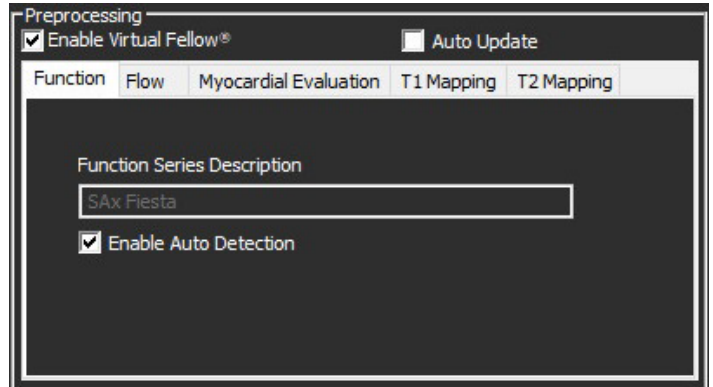 Preprocessing
Enable Virtual Fellow® Auto Update
Function Flow Myocardial Evaluation T1 Mapping T2 Mapping
Function Series Description
SAx Fiesta
Enable Auto Detection